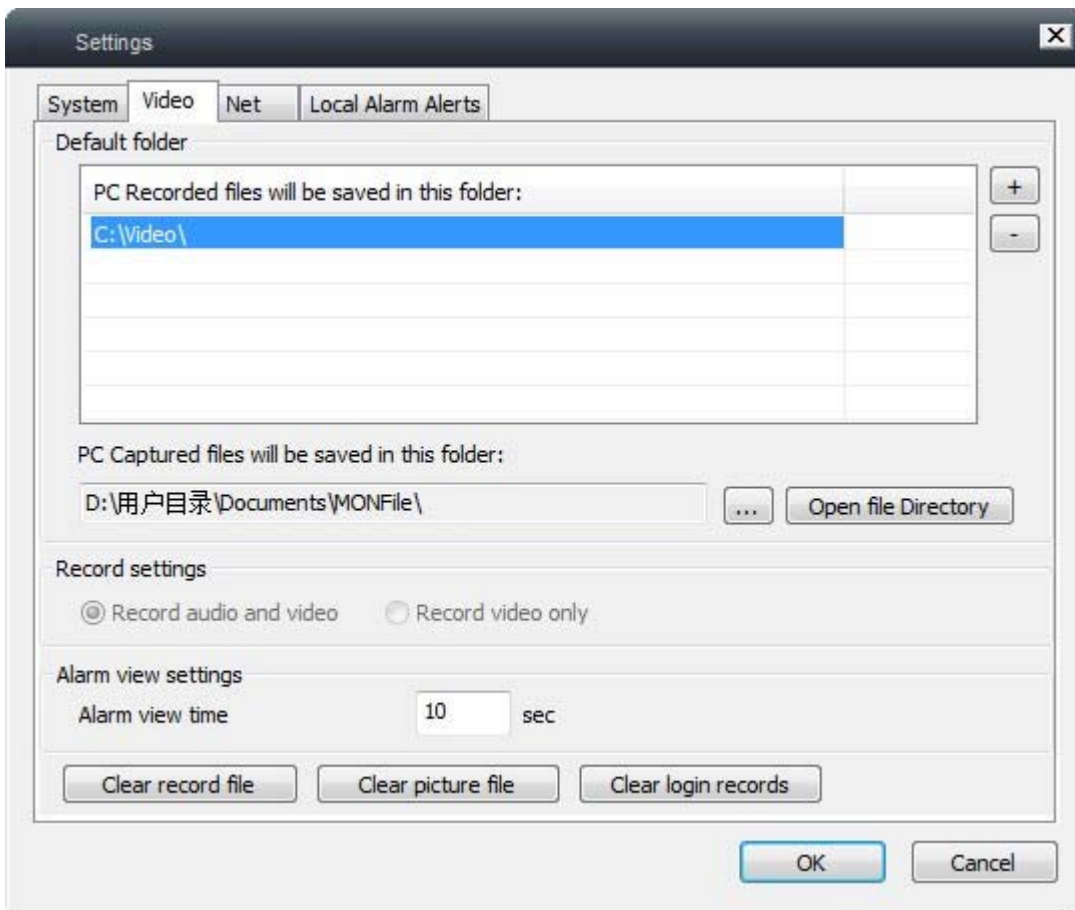 Settings
System Video Net Local Alarm Alerts
Default folder
PC Recorded files will be saved in this folder:
+
C:\Video\
-
PC Captured files will be saved in this folder:
D:\用户目录\Documents\MONFile\ ... Open file Directory
Record settings
Record audio and video Record video only
Alarm view settings
Alarm view time 10 sec
Clear record file Clear picture file Clear login records
OK Cancel